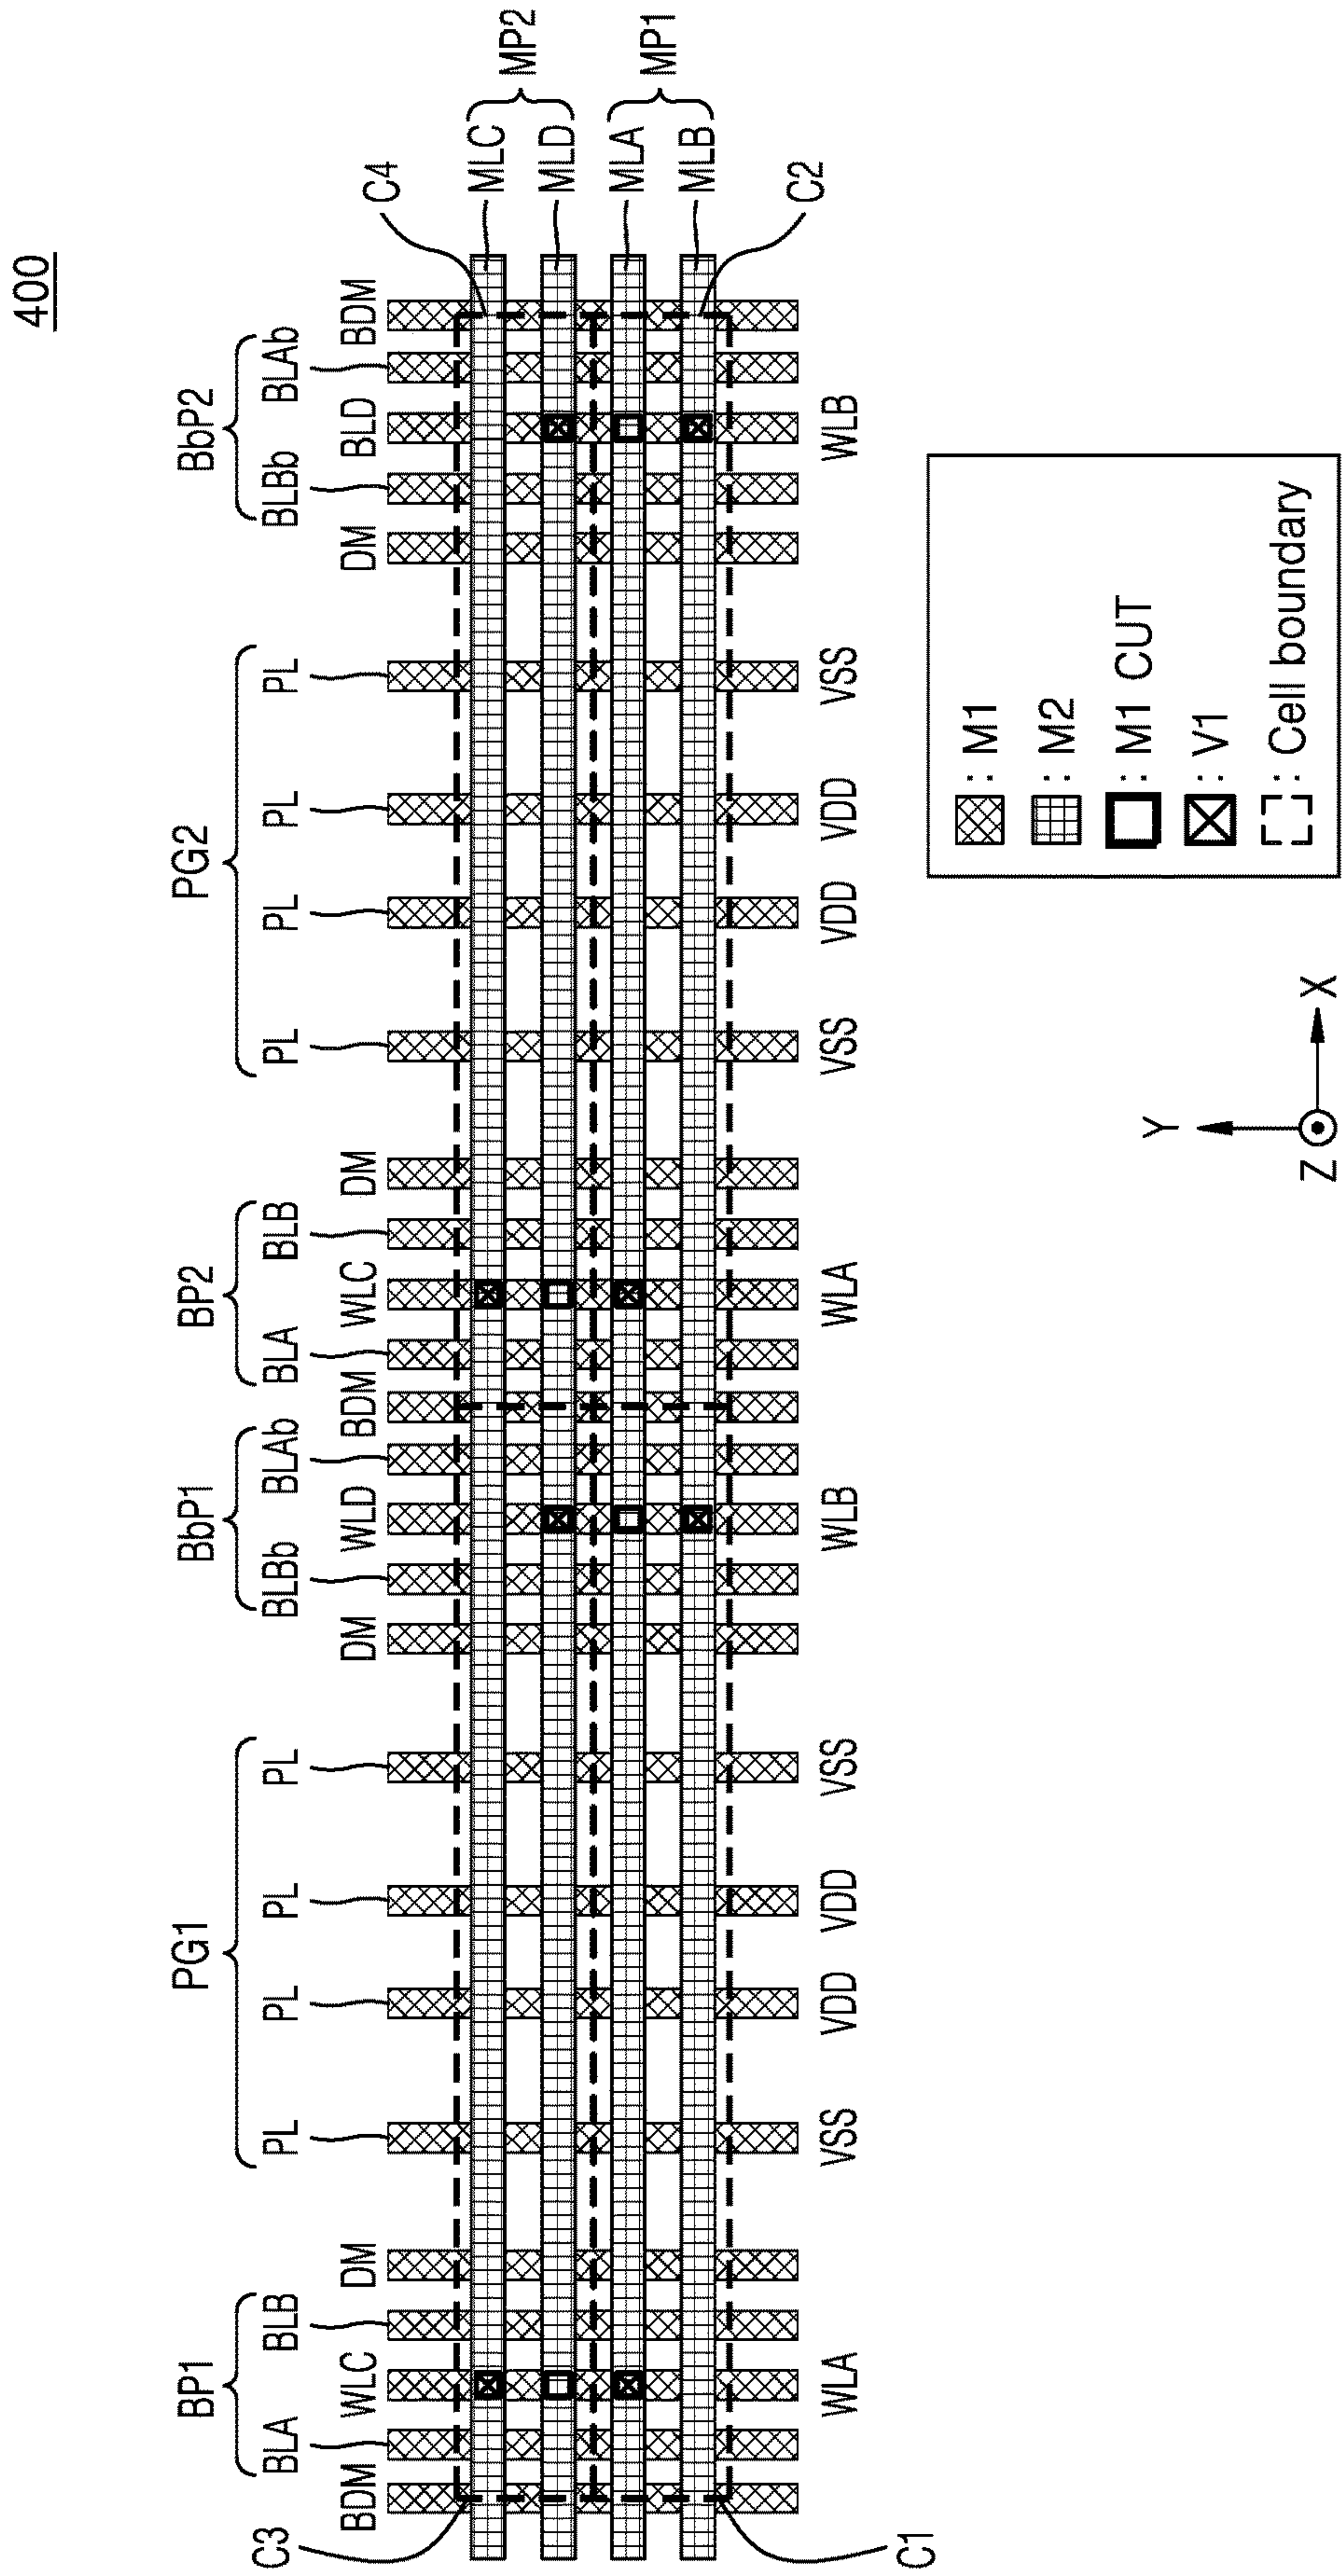 400
BP1 PG1 BbP1 BP2 PG2 BbP2
BLA BLB PL PL PL PL BLBb BLAb BLA BLB PL PL PL PL BLBb BLAb
BDM WLC DM DM WLD BDM WLC DM DM BLD BDM
C3 C4
MLC MP2
MLD
MLA MP1
MLB
C1 C2
WLA VSS VDD VDD VSS WLB WLA VSS VDD VDD VSS WLB
: M1
: M2
: M1 CUT
: V1
: Cell boundary
Y
Z X